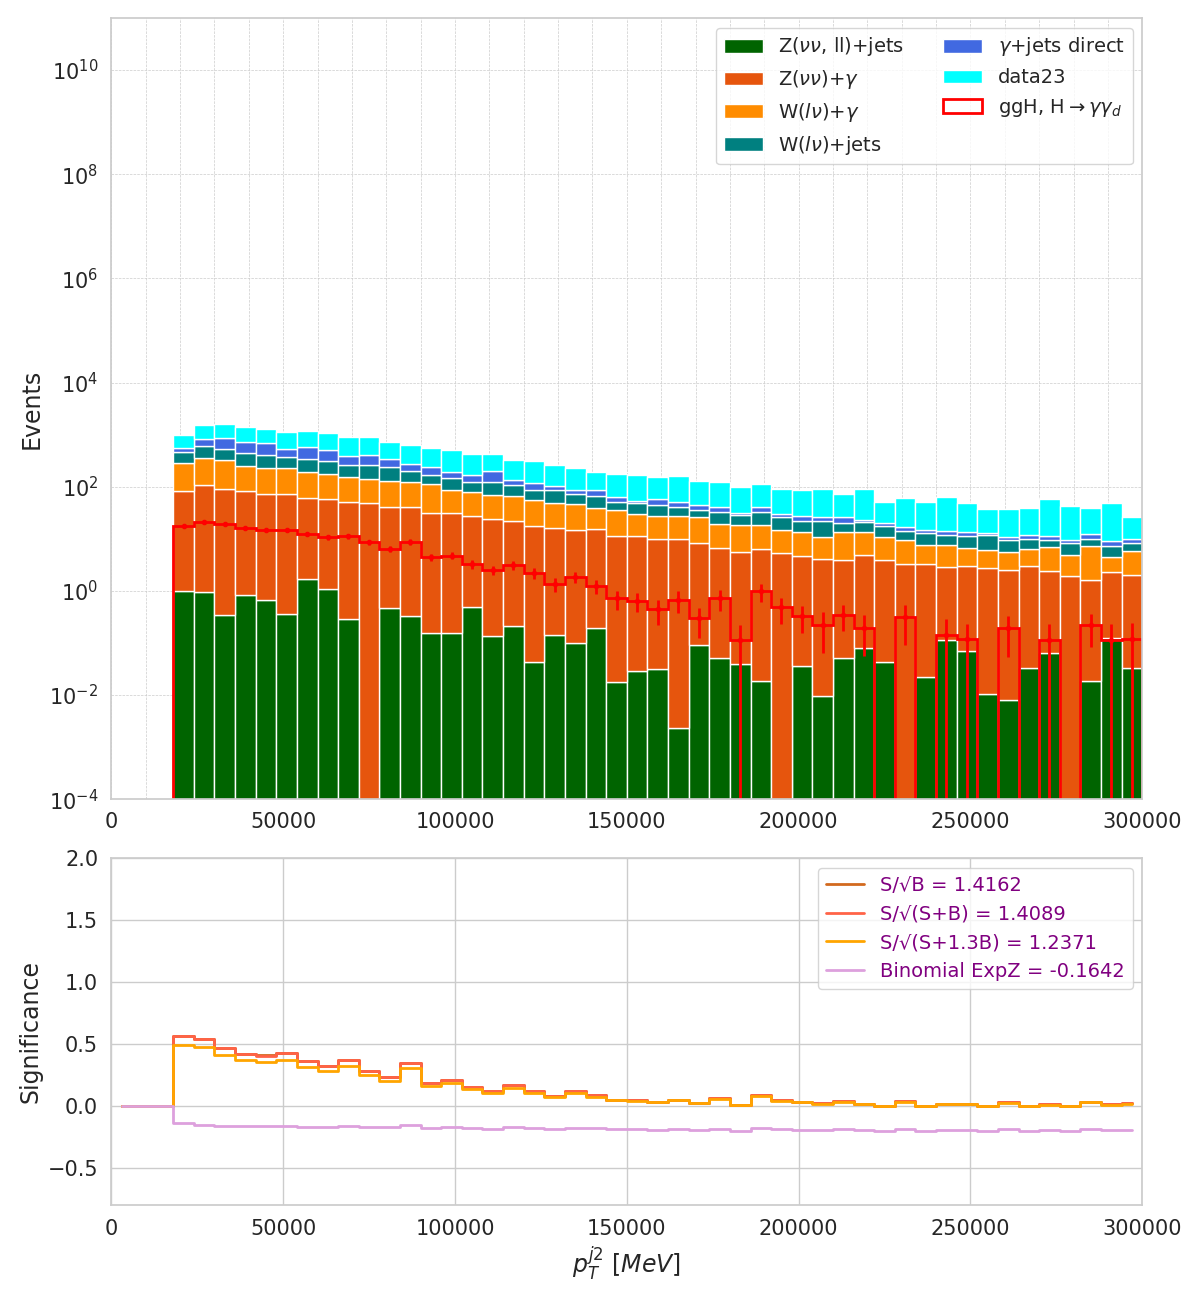 Z(νν, ll)+jets
Z(νν)+γ
W(lν)+γ
W(lν)+jets
γ+jets direct
data23
ggH, H→γγ_d
Events
10^10
10^8
10^6
10^4
10^2
10^0
10^−2
10^−4
0 50000 100000 150000 200000 250000 300000
S/√B = 1.4162
S/√(S+B) = 1.4089
S/√(S+1.3B) = 1.2371
Binomial ExpZ = -0.1642
Significance
2.0
1.5
1.0
0.5
0.0
−0.5
0 50000 100000 150000 200000 250000 300000
p_T^{j2} [MeV]